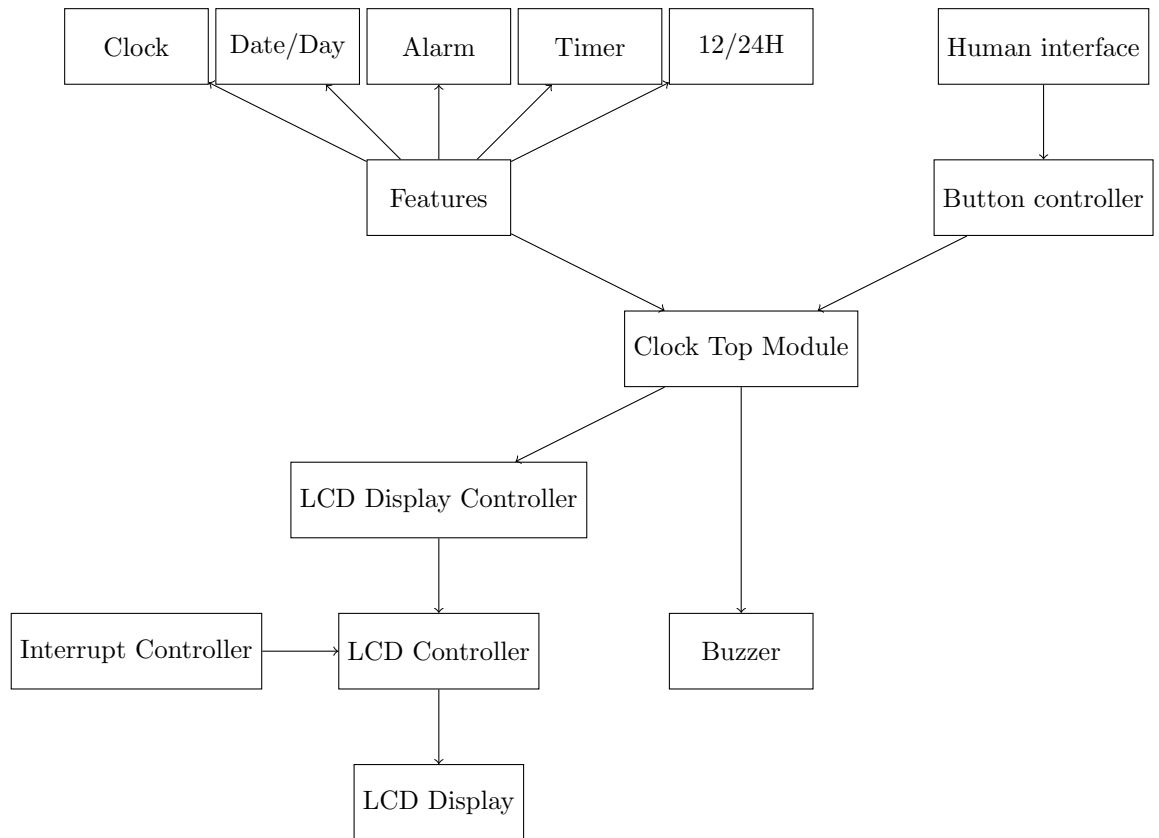 Clock
Date/Day
Alarm
Timer
12/24H
Human interface
Features
Button controller
Clock Top Module
LCD Display Controller
Interrupt Controller
LCD Controller
Buzzer
LCD Display